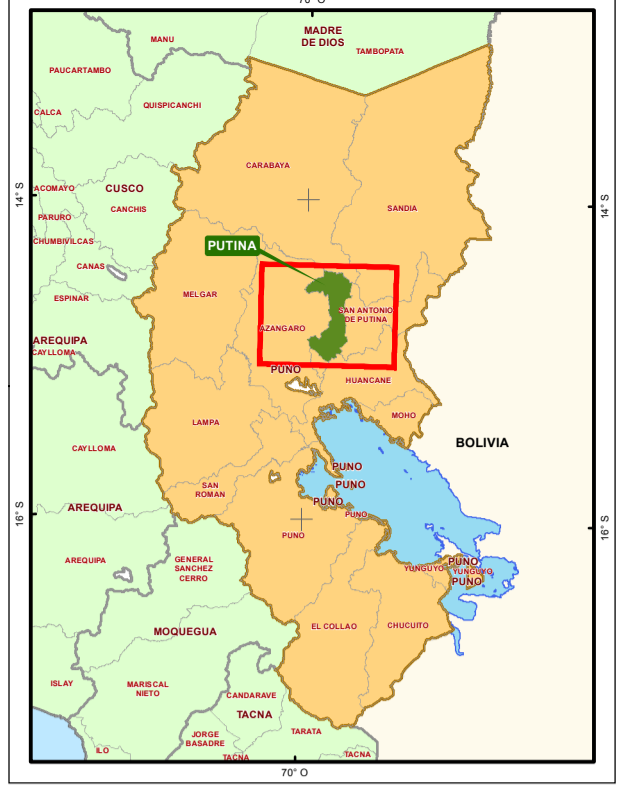 70° O
MADRE
DE DIOS
MANU
TAMBOPATA
PAUCARTAMBO
QUISPICANCHI
CALCA
CARABAYA
ACOMAYO
CUSCO
14° S
14° S
SANDIA
CANCHIS
PARURO
CHUMBIVILCAS
PUTINA
CANAS
MELGAR
ESPINAR
SAN ANTONIO
DE PUTINA
AZANGARO
AREQUIPA
CAYLLOMA
PUNO
HUANCANE
MOHO
LAMPA
BOLIVIA
CAYLLOMA
PUNO
PUNO
SAN
ROMAN
PUNO
AREQUIPA
PUNO
16° S
16° S
PUNO
AREQUIPA
GENERAL
SANCHEZ
CERRO
PUNO
YUNGUYO
YUNGUYO
PUNO
EL COLLAO
CHUCUITO
MOQUEGUA
ISLAY
MARISCAL
NIETO
CANDARAVE
TACNA
TARATA
JORGE
BASADRE
ILO
TACNA
TACNA
70° O